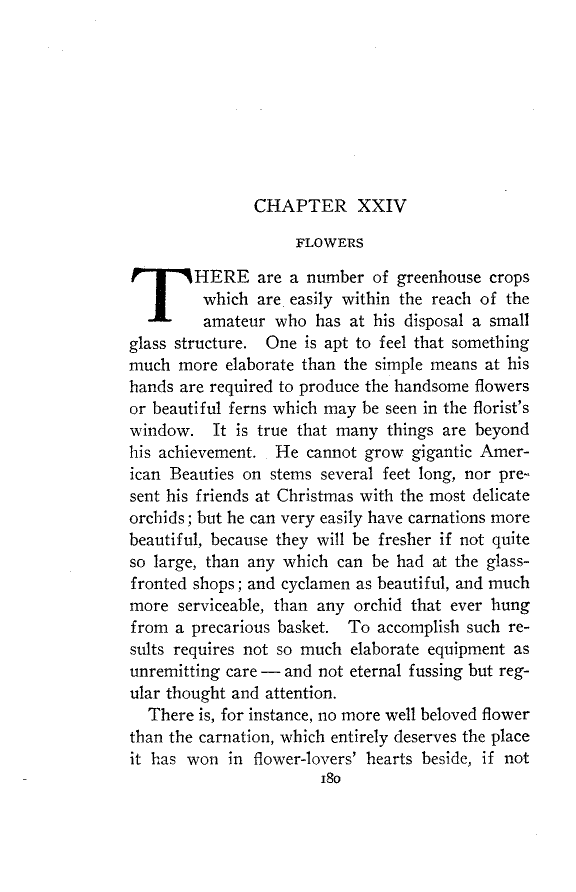 CHAPTER XXIV
FLOWERS
THERE are a number of greenhouse crops
which are easily within the reach of the
amateur who has at his disposal a small
glass structure. One is apt to feel that something
much more elaborate than the simple means at his
hands are required to produce the handsome flowers
or beautiful ferns which may be seen in the florist's
window. It is true that many things are beyond
his achievement. He cannot grow gigantic Amer-
ican Beauties on stems several feet long, nor pre-
sent his friends at Christmas with the most delicate
orchids; but he can very easily have carnations more
beautiful, because they will be fresher if not quite
so large, than any which can be had at the glass-
fronted shops; and cyclamen as beautiful, and much
more serviceable, than any orchid that ever hung
from a precarious basket. To accomplish such re-
sults requires not so much elaborate equipment as
unremitting care — and not eternal fussing but reg-
ular thought and attention.
There is, for instance, no more well beloved flower
than the carnation, which entirely deserves the place
it has won in flower-lovers' hearts beside, if not
180